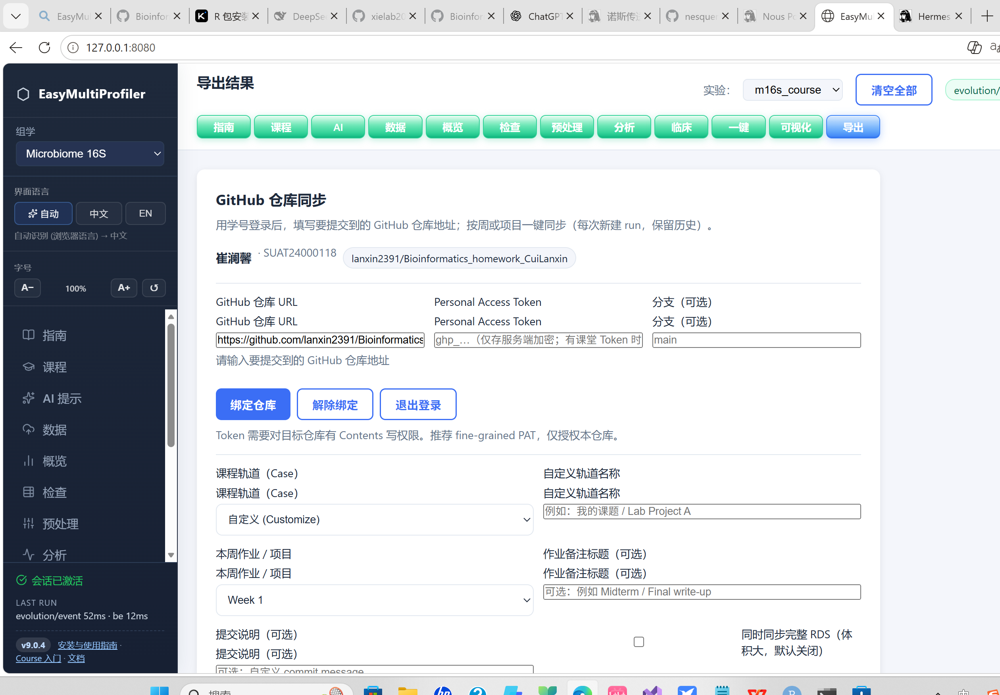 EasyMul
Bioinfor
R 包安装
DeepSee
xielab20
Bioinfor
ChatGPT
诺斯传
nesquer
Nous Po
EasyMu
Hermes
127.0.0.1:8080
EasyMultiProfiler
组学
Microbiome 16S
界面语言
自动
中文
EN
自动识别 (浏览器语言) → 中文
字号
A−
100%
A+
指南
课程
AI 提示
数据
概览
检查
预处理
分析
会话已激活
LAST RUN
evolution/event 52ms · be 12ms
v9.0.4 安装与使用指南 ·
Course 入门 · 文档
导出结果
实验：
m16s_course
清空全部
evolution/
指南
课程
AI
数据
概览
检查
预处理
分析
临床
一键
可视化
导出
GitHub 仓库同步
用学号登录后，填写要提交到的 GitHub 仓库地址；按周或项目一键同步（每次新建 run，保留历史）。
崔澜馨 · SUAT24000118 lanxin2391/Bioinformatics_homework_CuiLanxin
GitHub 仓库 URL
Personal Access Token
分支（可选）
GitHub 仓库 URL
Personal Access Token
分支（可选）
https://github.com/lanxin2391/Bioinformatics
ghp_...（仅存服务端加密；有课堂 Token 时
main
请输入要提交到的 GitHub 仓库地址
绑定仓库
解除绑定
退出登录
Token 需要对目标仓库有 Contents 写权限。推荐 fine-grained PAT，仅授权本仓库。
课程轨道（Case）
自定义轨道名称
课程轨道（Case）
自定义轨道名称
自定义 (Customize)
例如：我的课题 / Lab Project A
本周作业 / 项目
作业备注标题（可选）
本周作业 / 项目
作业备注标题（可选）
Week 1
可选：例如 Midterm / Final write-up
提交说明（可选）
提交说明（可选）
同时同步完整 RDS（体
积大，默认关闭）
可选：自定义 commit message
搜索